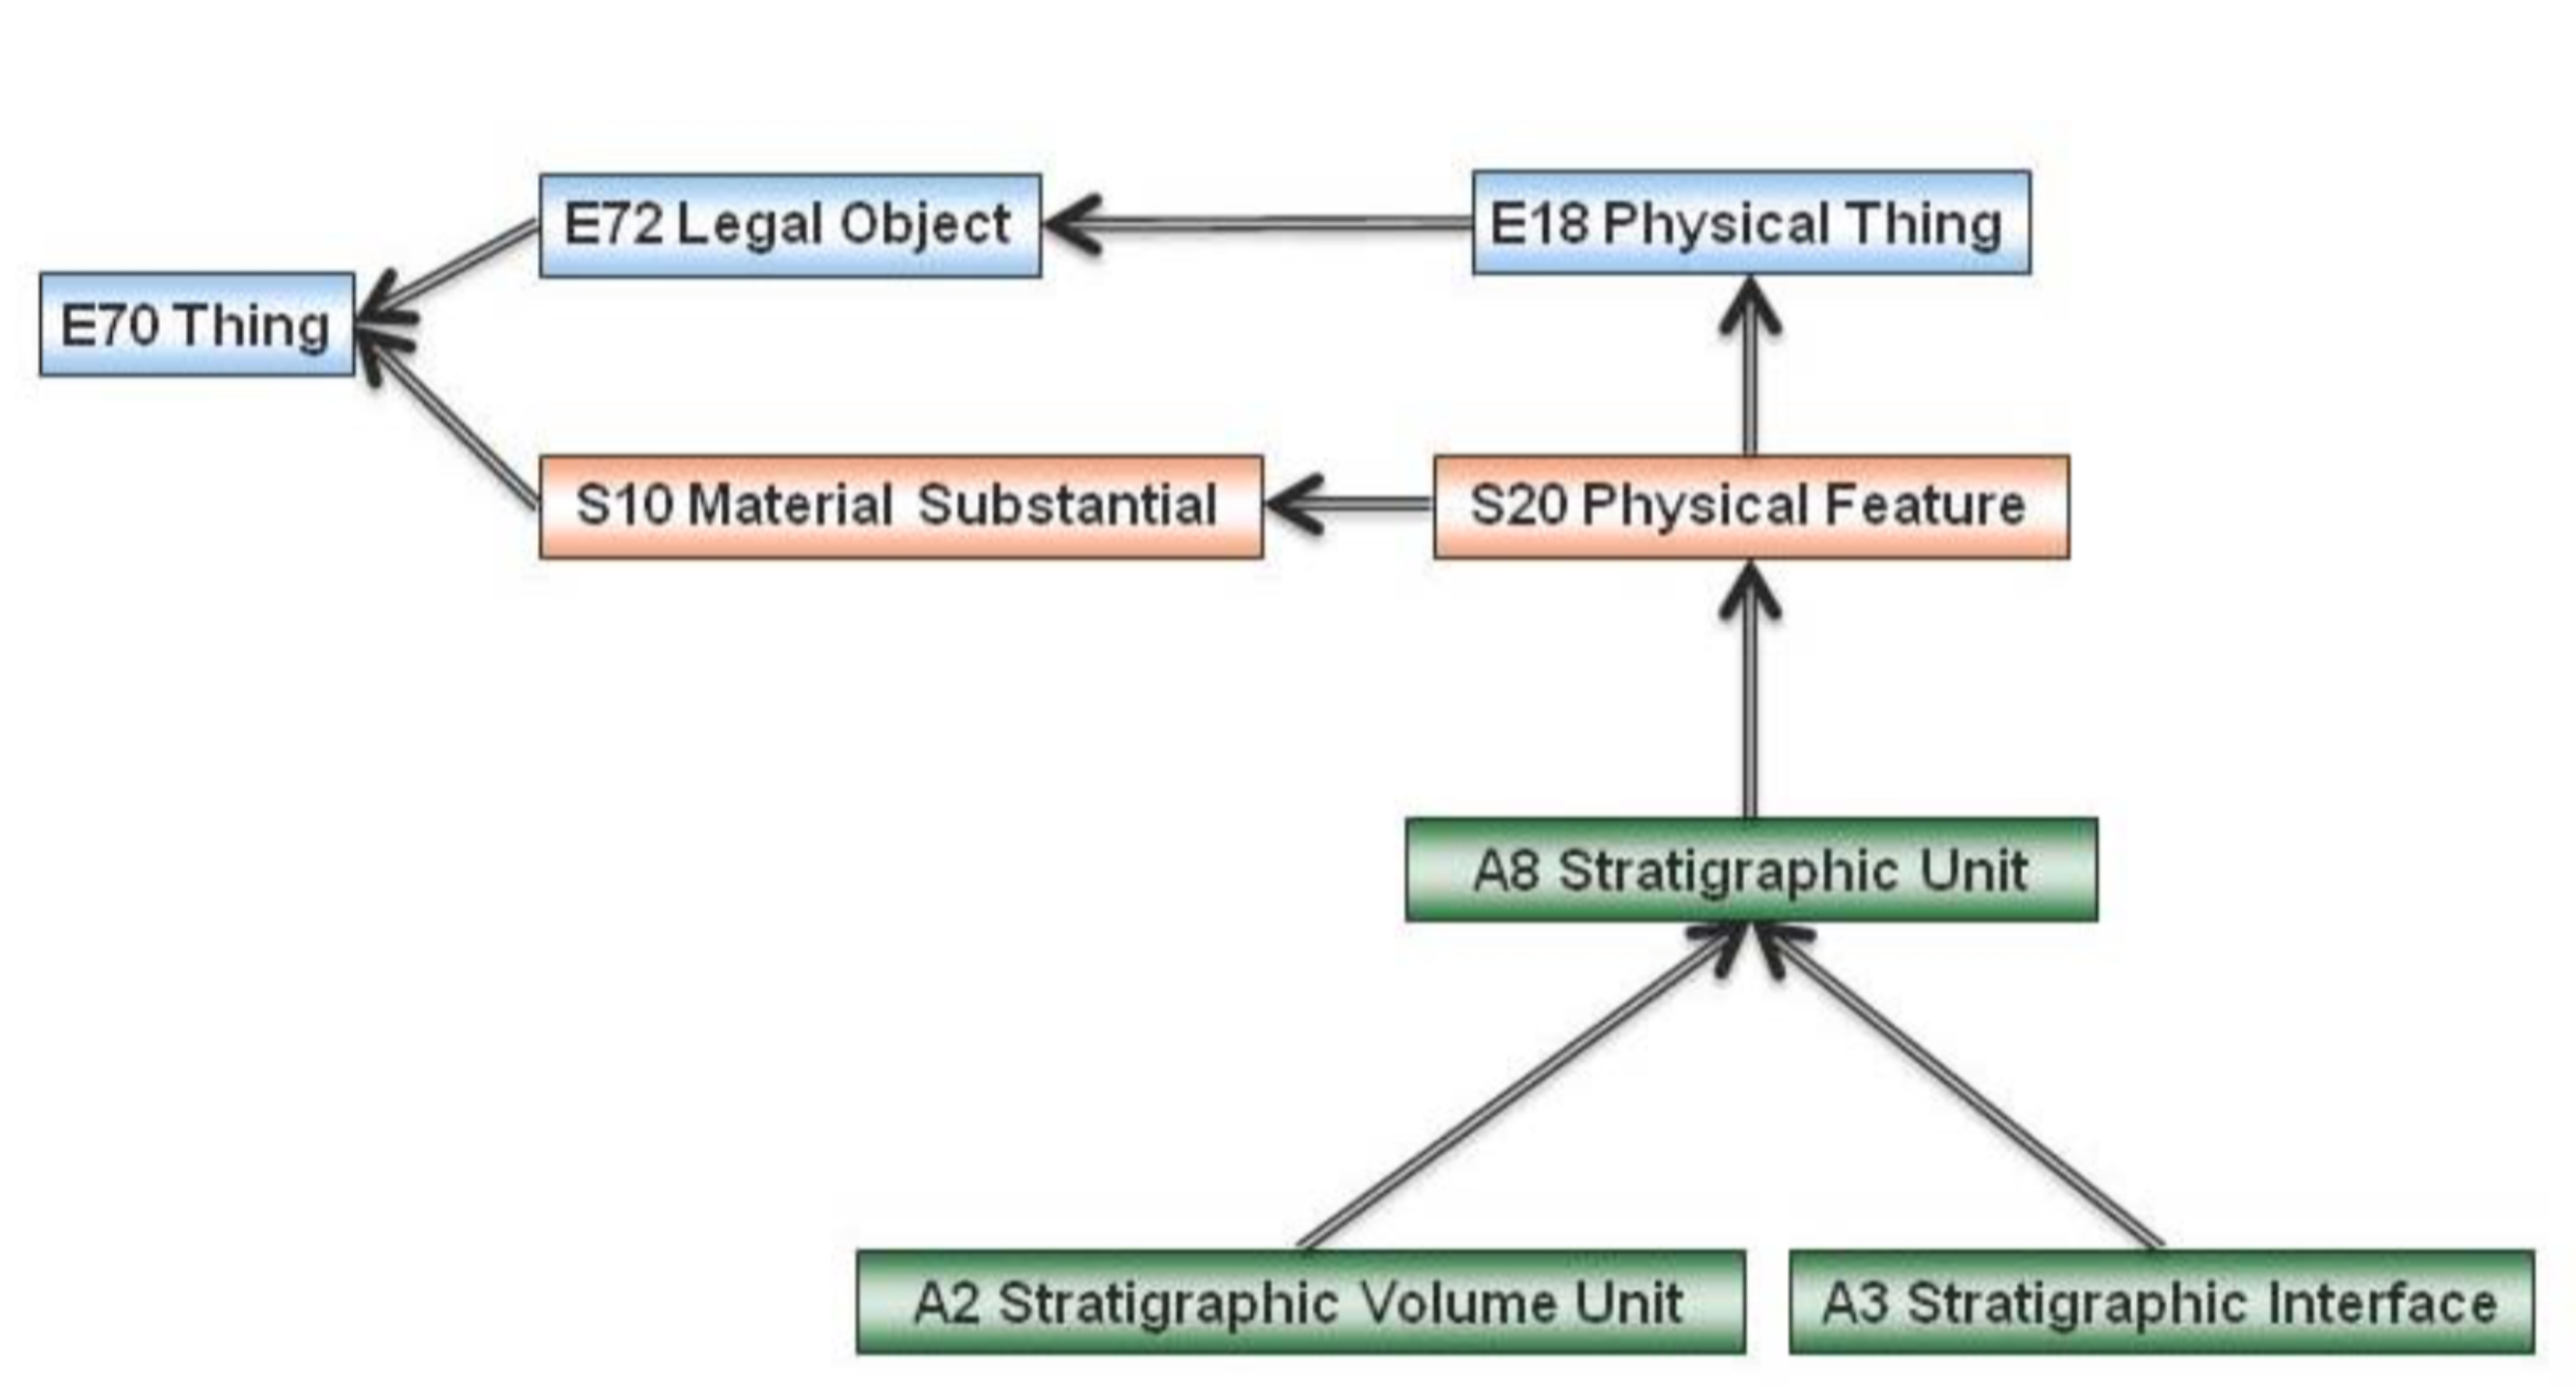 E72 Legal Object
E18 Physical Thing
E70 Thing
S10 Material Substantial
S20 Physical Feature
A8 Stratigraphic Unit
A2 Stratigraphic Volume Unit
A3 Stratigraphic Interface